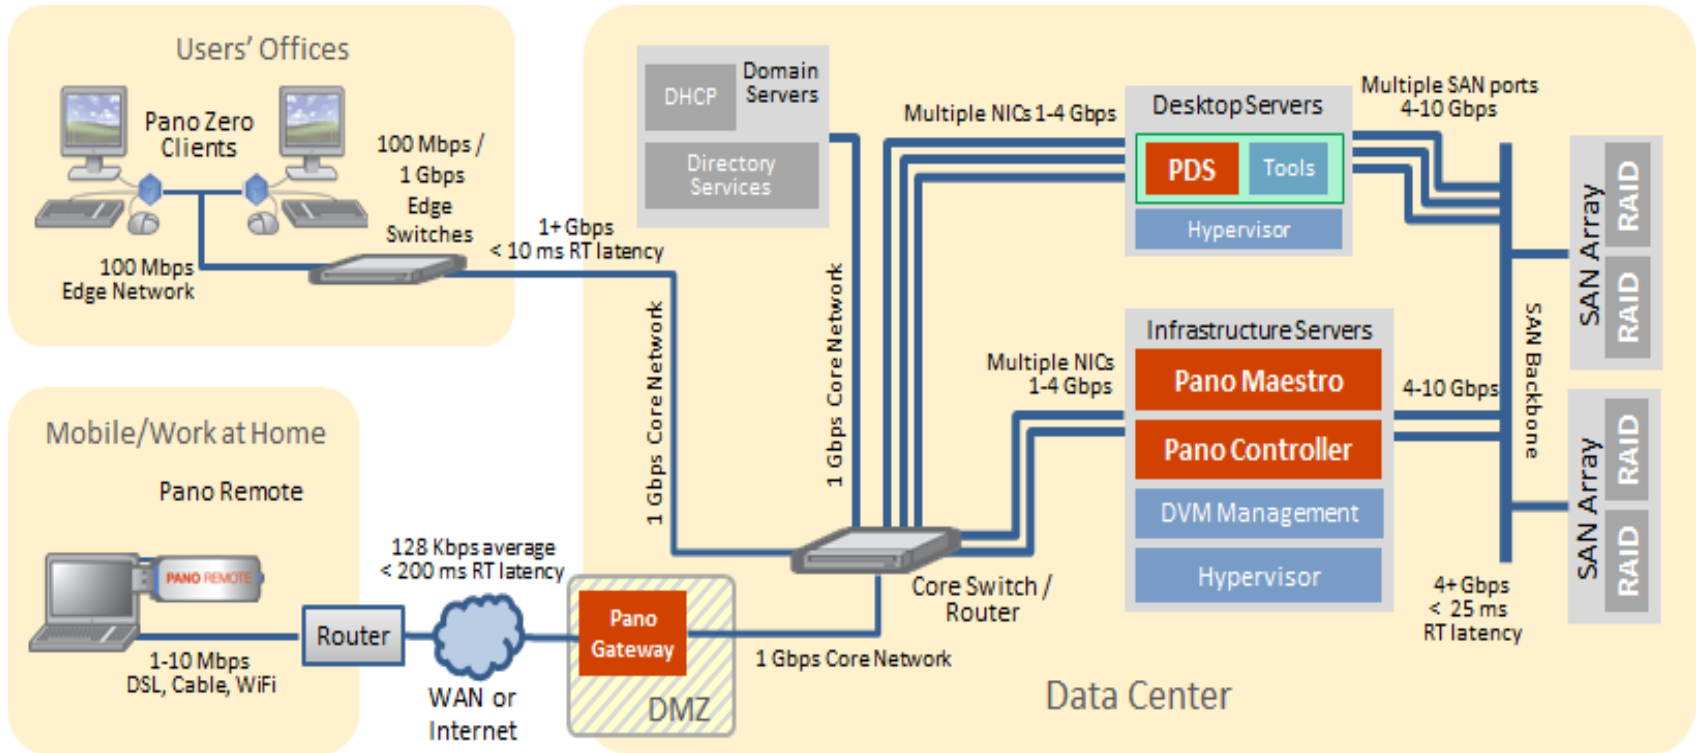 Users' Offices
Pano Zero
Clients
100 Mbps /
1 Gbps
Edge
Switches
100 Mbps
Edge Network
1+ Gbps
< 10 ms RT latency
Mobile/Work at Home
Pano Remote
PANO REMOTE
1-10 Mbps
DSL, Cable, WiFi
Router
128 Kbps average
< 200 ms RT latency
WAN or
Internet
Pano
Gateway
DMZ
1 Gbps Core Network
1 Gbps Core Network
1 Gbps Core Network
Domain
Servers
DHCP
Directory
Services
Core Switch /
Router
Multiple NICs 1-4 Gbps
Desktop Servers
PDS
Tools
Hypervisor
Multiple SAN ports
4-10 Gbps
Multiple NICs
1-4 Gbps
Infrastructure Servers
Pano Maestro
Pano Controller
DVM Management
Hypervisor
4-10 Gbps
SAN Backbone
4+ Gbps
< 25 ms
RT latency
SAN Array
RAID
RAID
SAN Array
RAID
RAID
Data Center